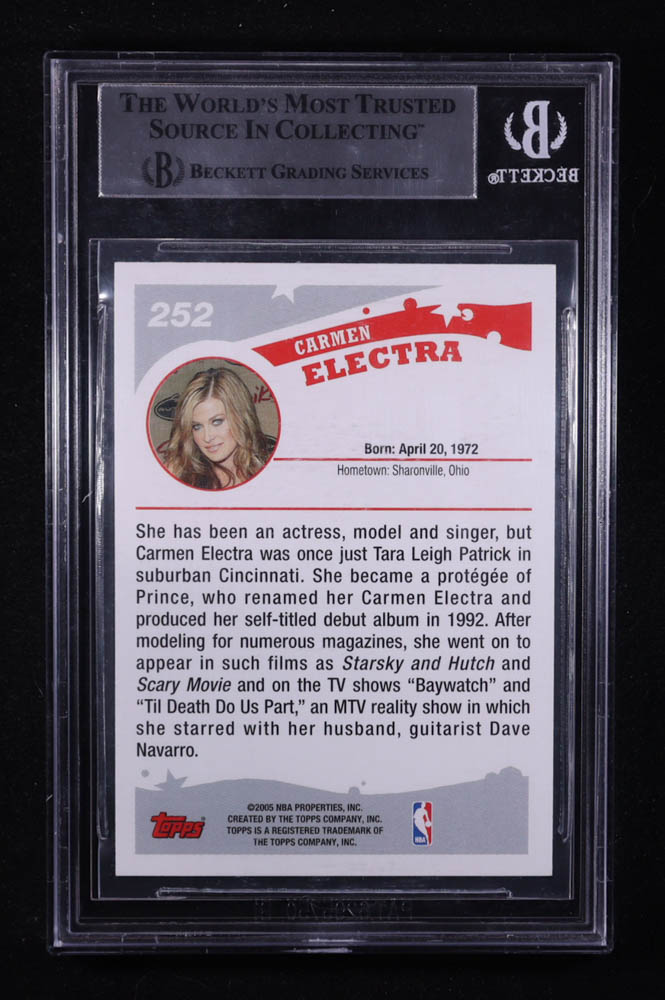 THE WORLD'S MOST TRUSTED
SOURCE IN COLLECTING™
B BECKETT GRADING SERVICES
B
BECKETT®
252
CARMEN
ELECTRA
Born: April 20, 1972
Hometown: Sharonville, Ohio
She has been an actress, model and singer, but
Carmen Electra was once just Tara Leigh Patrick in
suburban Cincinnati. She became a protégée of
Prince, who renamed her Carmen Electra and
produced her self-titled debut album in 1992. After
modeling for numerous magazines, she went on to
appear in such films as Starsky and Hutch and
Scary Movie and on the TV shows “Baywatch” and
“Til Death Do Us Part,” an MTV reality show in which
she starred with her husband, guitarist Dave
Navarro.
©2005 NBA PROPERTIES, INC.
CREATED BY THE TOPPS COMPANY, INC.
TOPPS IS A REGISTERED TRADEMARK OF
THE TOPPS COMPANY, INC.
topps
NBA